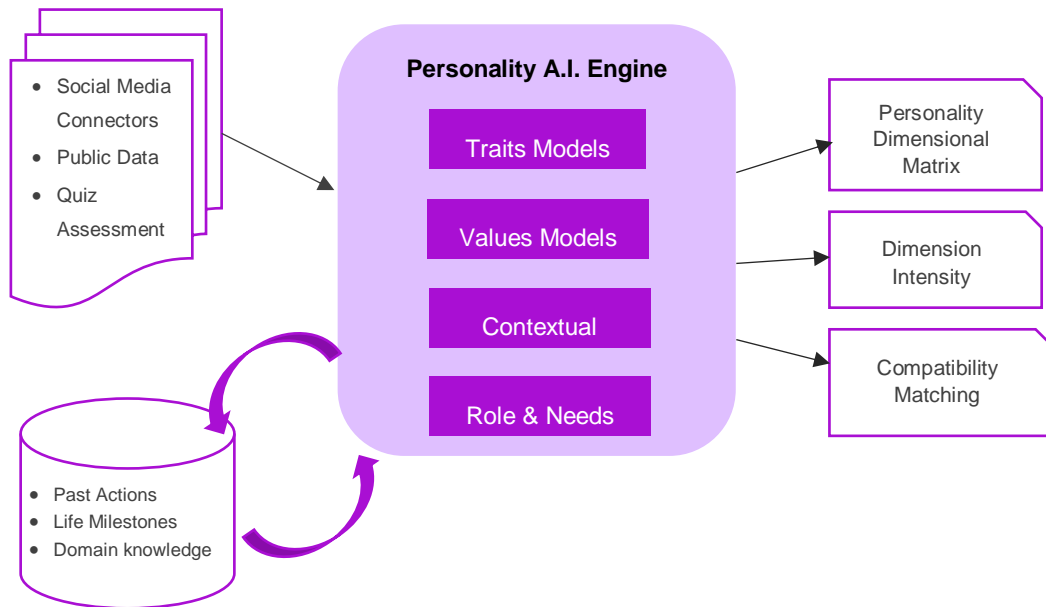 • Social Media
Connectors
• Public Data
• Quiz
Assessment
Personality A.I. Engine
Traits Models
Values Models
Contextual
Role & Needs
Personality
Dimensional
Matrix
Dimension
Intensity
Compatibility
Matching
• Past Actions
• Life Milestones
• Domain knowledge